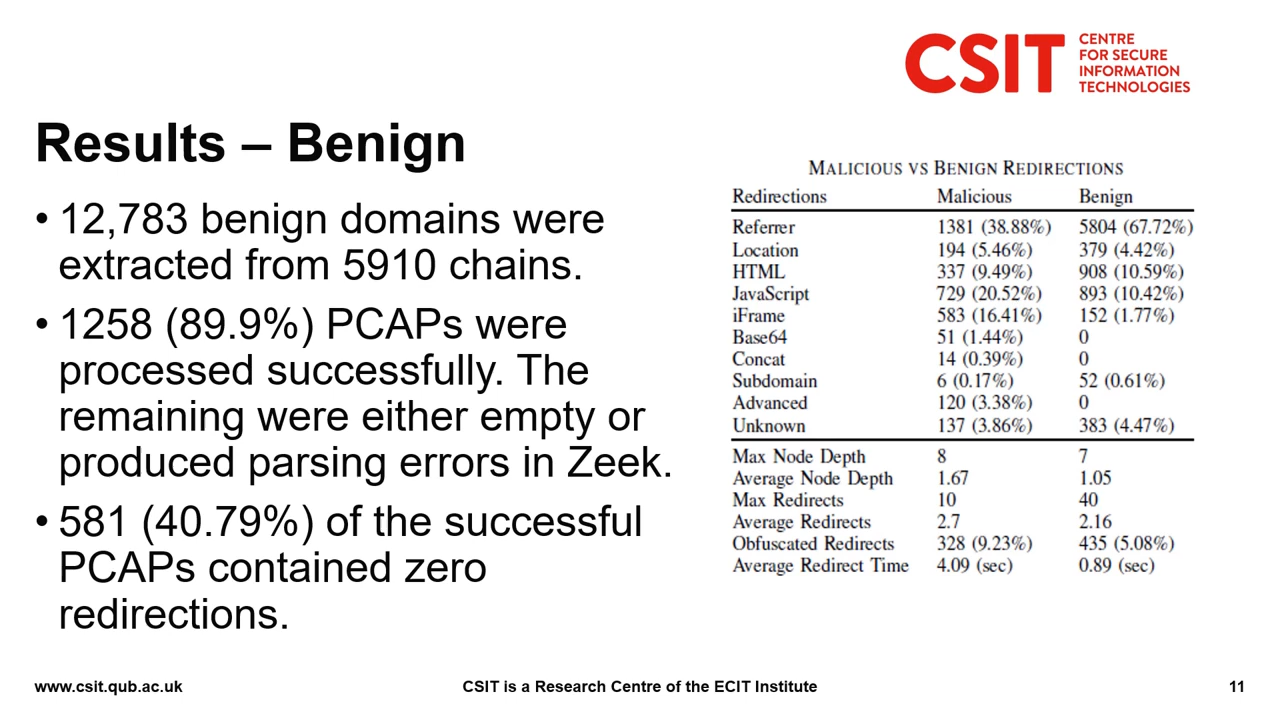 CSIT
CENTRE
FOR SECURE
INFORMATION
TECHNOLOGIES
Results – Benign
• 12,783 benign domains were
extracted from 5910 chains.
• 1258 (89.9%) PCAPs were
processed successfully. The
remaining were either empty or
produced parsing errors in Zeek.
• 581 (40.79%) of the successful
PCAPs contained zero
redirections.
MALICIOUS VS BENIGN REDIRECTIONS
Redirections Malicious Benign
Referrer 1381 (38.88%) 5804 (67.72%)
Location 194 (5.46%) 379 (4.42%)
HTML 337 (9.49%) 908 (10.59%)
JavaScript 729 (20.52%) 893 (10.42%)
iFrame 583 (16.41%) 152 (1.77%)
Base64 51 (1.44%) 0
Concat 14 (0.39%) 0
Subdomain 6 (0.17%) 52 (0.61%)
Advanced 120 (3.38%) 0
Unknown 137 (3.86%) 383 (4.47%)
Max Node Depth 8 7
Average Node Depth 1.67 1.05
Max Redirects 10 40
Average Redirects 2.7 2.16
Obfuscated Redirects 328 (9.23%) 435 (5.08%)
Average Redirect Time 4.09 (sec) 0.89 (sec)
www.csit.qub.ac.uk
CSIT is a Research Centre of the ECIT Institute
11